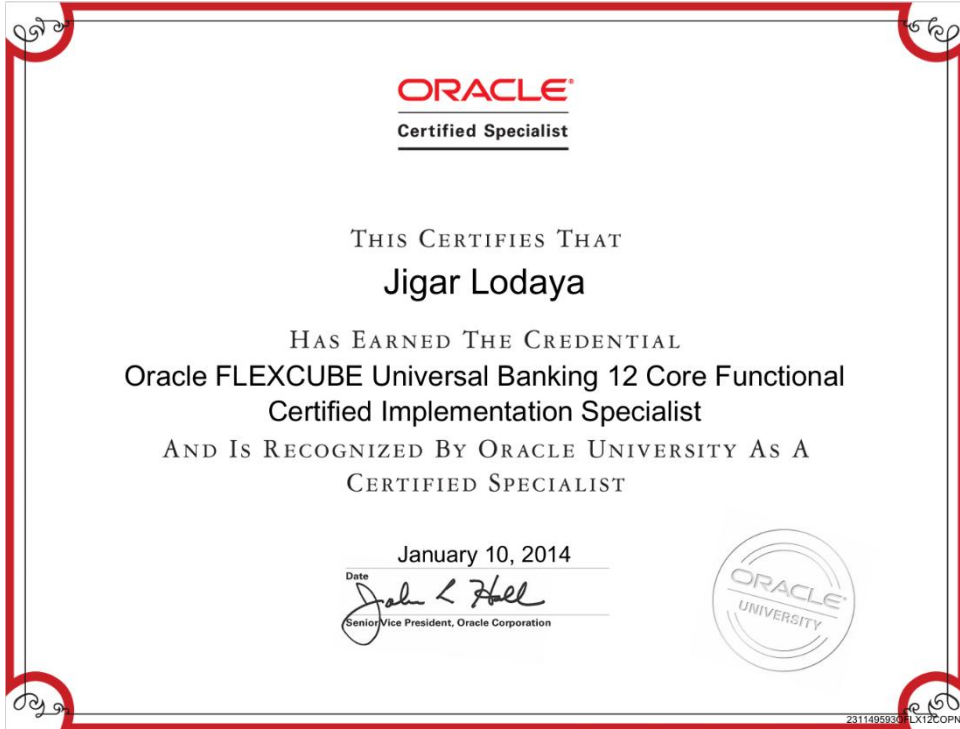 ORACLE®
Certified Specialist
THIS CERTIFIES THAT
Jigar Lodaya
HAS EARNED THE CREDENTIAL
Oracle FLEXCUBE Universal Banking 12 Core Functional
Certified Implementation Specialist
AND IS RECOGNIZED BY ORACLE UNIVERSITY AS A
CERTIFIED SPECIALIST
January 10, 2014
Date
John L Hall
Senior Vice President, Oracle Corporation
ORACLE®
UNIVERSITY